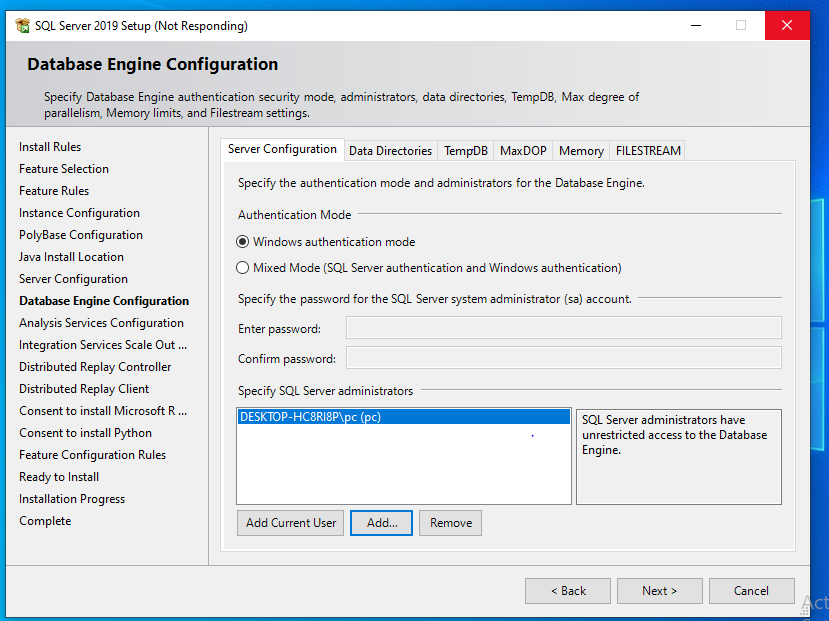 SQL Server 2019 Setup (Not Responding)
Database Engine Configuration
Specify Database Engine authentication security mode, administrators, data directories, TempDB, Max degree of
parallelism, Memory limits, and Filestream settings.
Install Rules
Feature Selection
Feature Rules
Instance Configuration
PolyBase Configuration
Java Install Location
Server Configuration
Database Engine Configuration
Analysis Services Configuration
Integration Services Scale Out ...
Distributed Replay Controller
Distributed Replay Client
Consent to install Microsoft R ...
Consent to install Python
Feature Configuration Rules
Ready to Install
Installation Progress
Complete
Server Configuration Data Directories TempDB MaxDOP Memory FILESTREAM
Specify the authentication mode and administrators for the Database Engine.
Authentication Mode
Windows authentication mode
Mixed Mode (SQL Server authentication and Windows authentication)
Specify the password for the SQL Server system administrator (sa) account.
Enter password:
Confirm password:
Specify SQL Server administrators
DESKTOP-HC8RI8P\pc (pc)
SQL Server administrators have
unrestricted access to the Database
Engine.
Add Current User Add... Remove
< Back Next > Cancel
Act